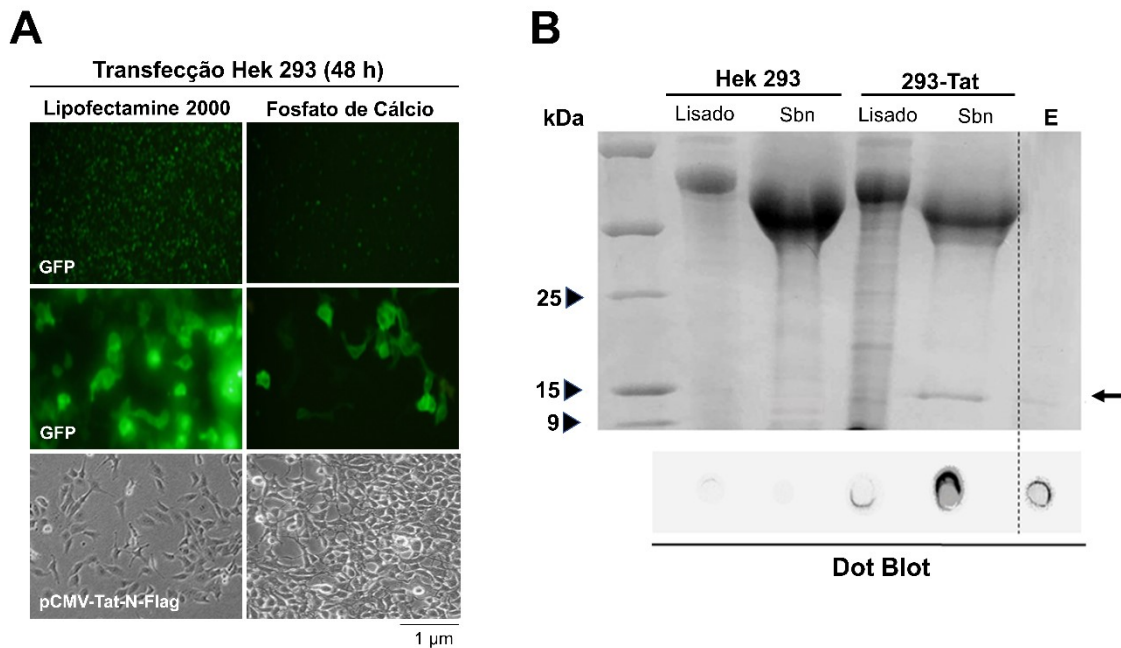 A
Transfecção Hek 293 (48 h)
Lipofectamine 2000 Fosfato de Cálcio
GFP
GFP
pCMV-Tat-N-Flag
1 µm
B
Hek 293 293-Tat
kDa Lisado Sbn Lisado Sbn E
25
15
9
Dot Blot